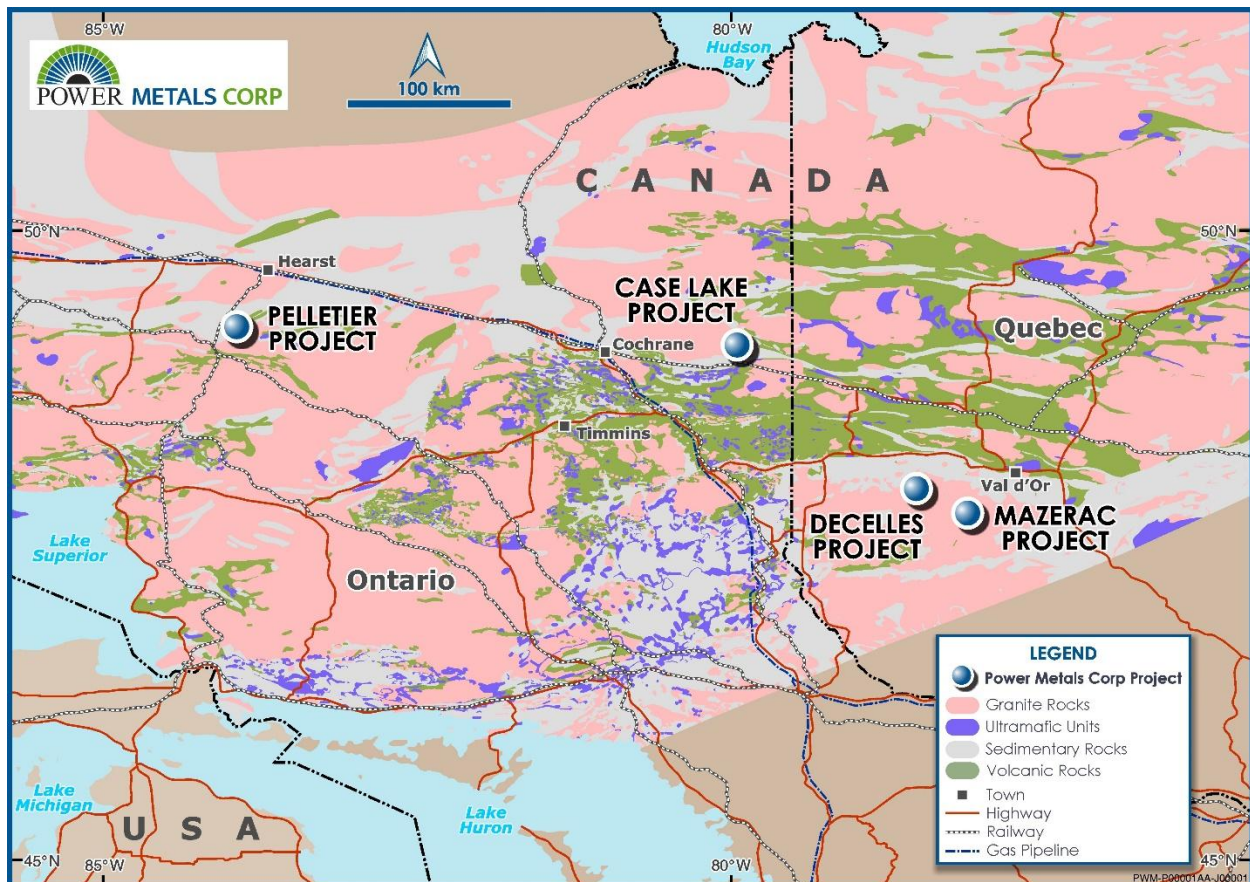 85°W
80°W
Hudson
Bay
POWER METALS CORP
100 km
CANADA
50°N
50°N
Hearst
PELLETIER
PROJECT
CASE LAKE
PROJECT
Quebec
Cochrane
Timmins
Val d'Or
DECELLES
PROJECT
MAZERAC
PROJECT
Lake
Superior
Ontario
Lake
Michigan
USA
Lake
Huron
45°N
85°W
80°W
45°N
LEGEND
Power Metals Corp Project
Granite Rocks
Ultramafic Units
Sedimentary Rocks
Volcanic Rocks
Town
Highway
Railway
Gas Pipeline
PWM-P00001AA-J00001